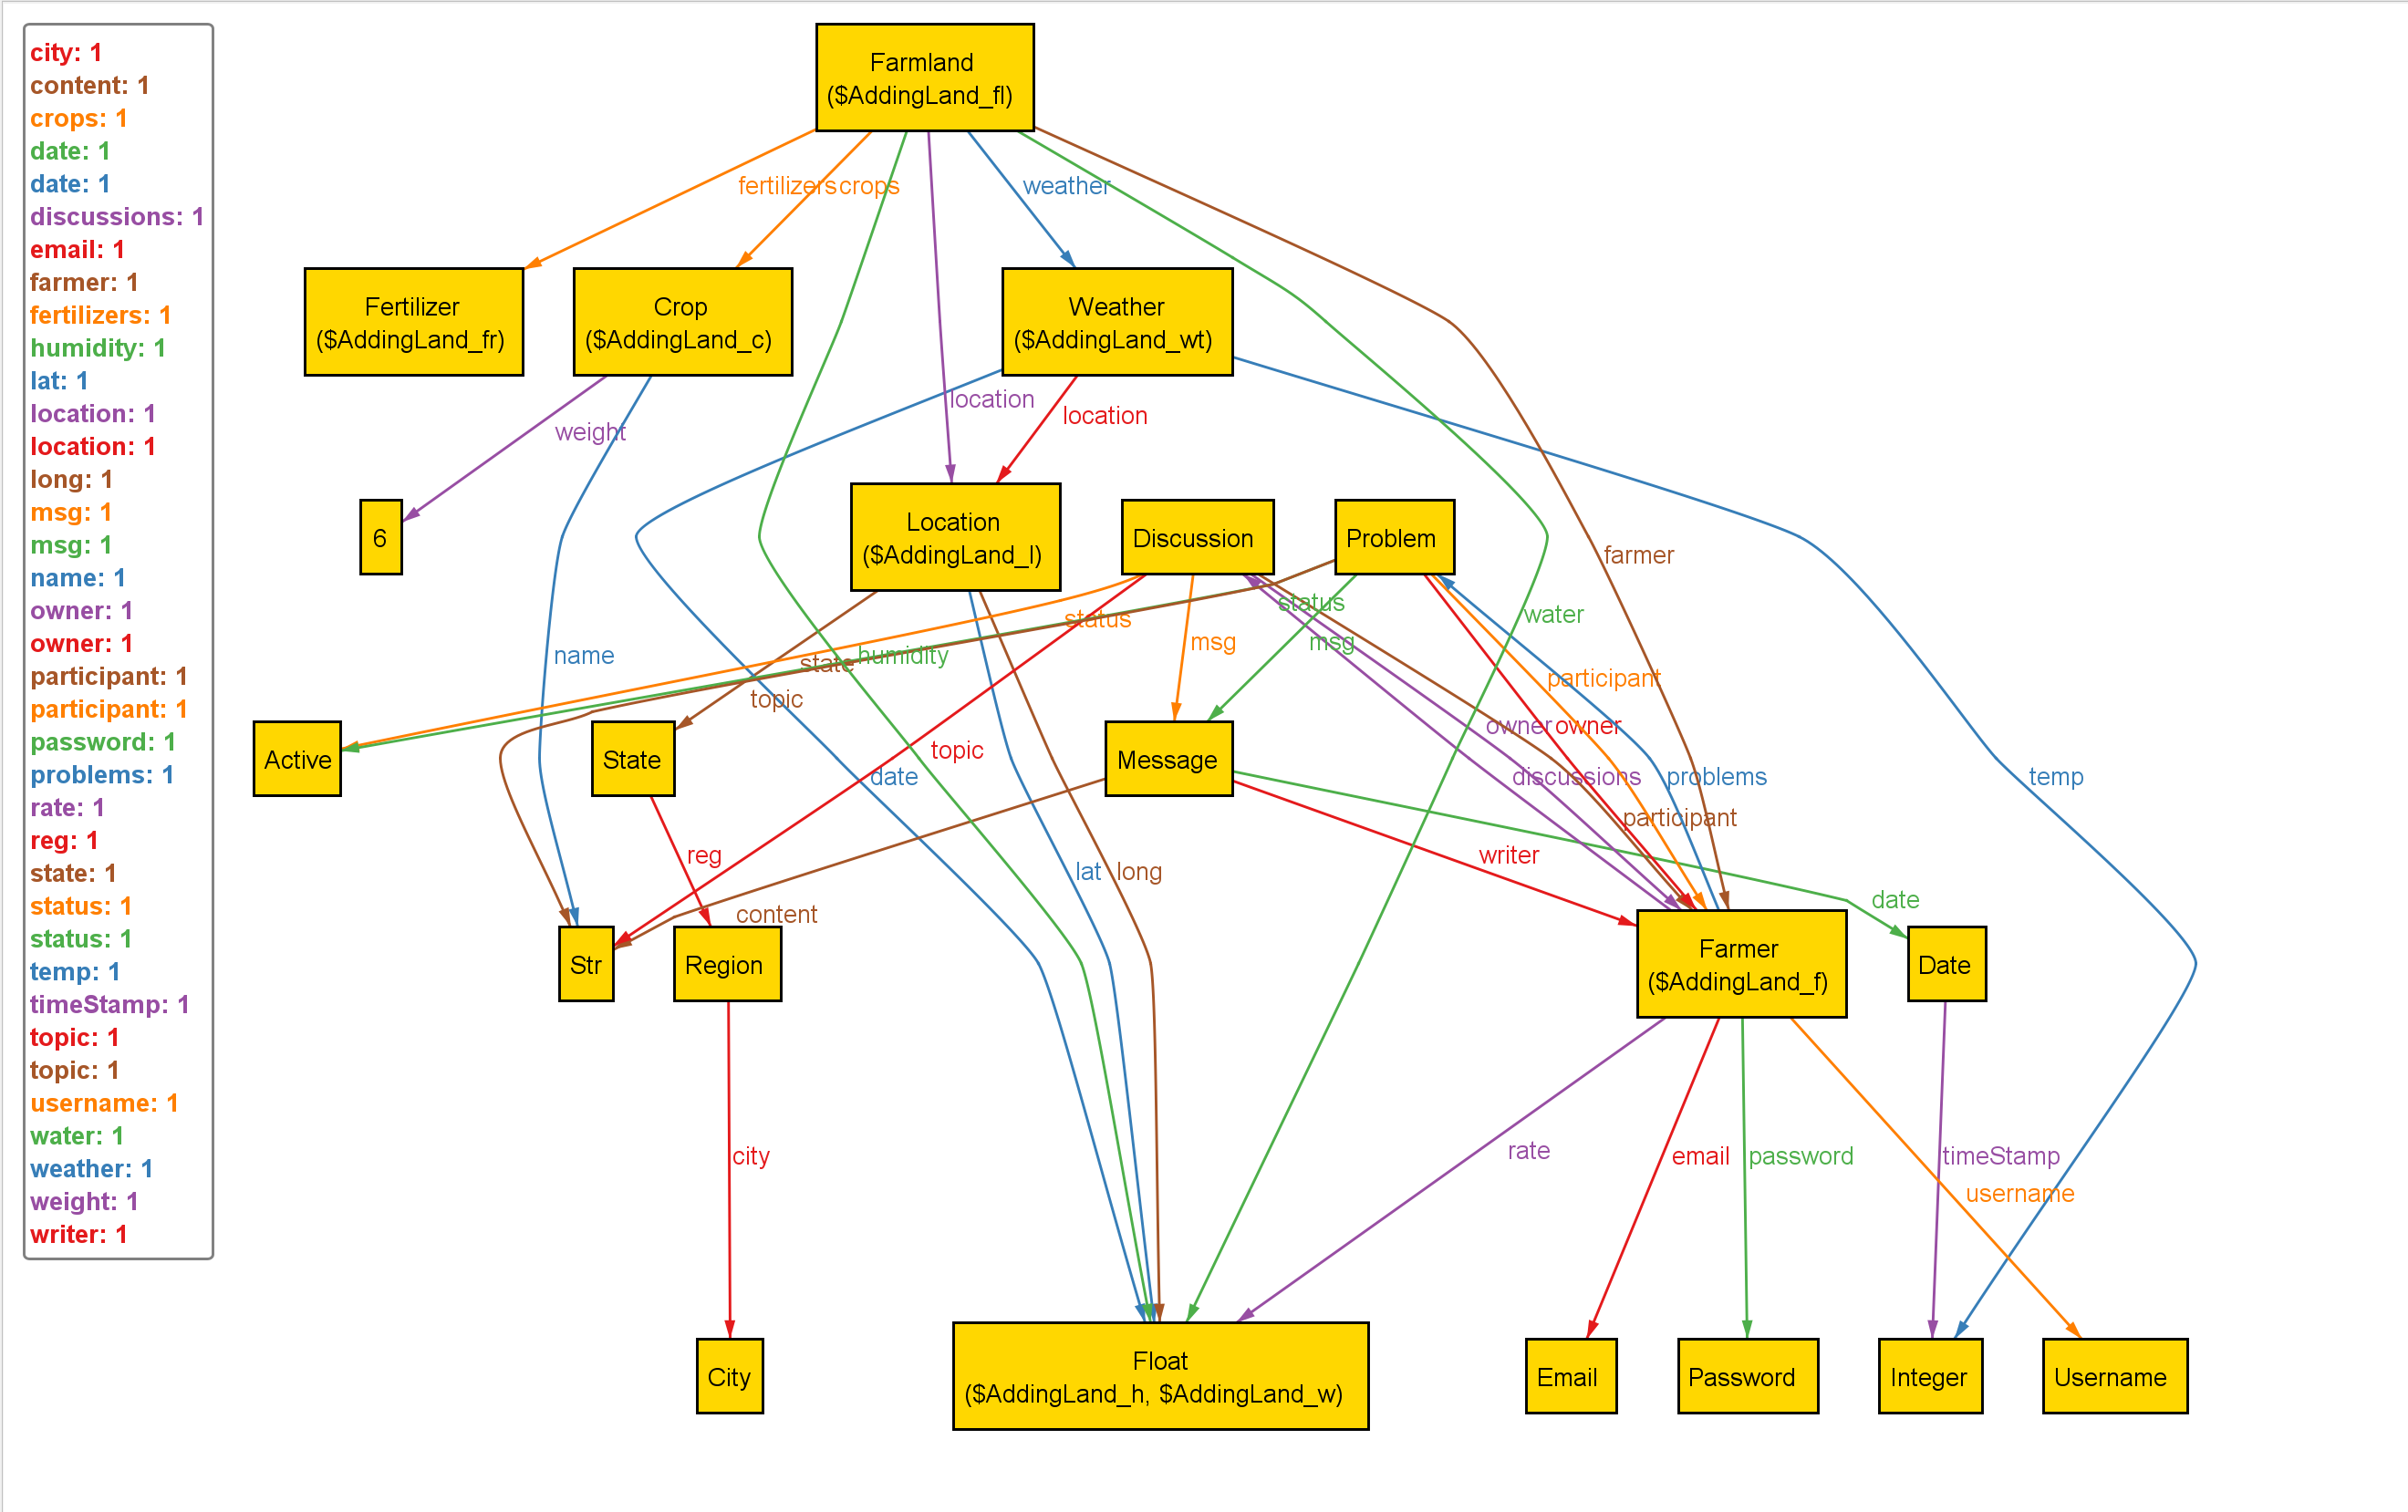 city: 1
content: 1
crops: 1
date: 1
date: 1
discussions: 1
email: 1
farmer: 1
fertilizers: 1
humidity: 1
lat: 1
location: 1
location: 1
long: 1
msg: 1
msg: 1
name: 1
owner: 1
owner: 1
participant: 1
participant: 1
password: 1
problems: 1
rate: 1
reg: 1
state: 1
status: 1
status: 1
temp: 1
timeStamp: 1
topic: 1
topic: 1
username: 1
water: 1
weather: 1
weight: 1
writer: 1
Farmland
($AddingLand_fl)
fertilizers
crops
weather
Fertilizer
($AddingLand_fr)
Crop
($AddingLand_c)
Weather
($AddingLand_wt)
location
location
weight
6
Location
($AddingLand_l)
Discussion
Problem
farmer
status
status
water
msg
msg
name
state
humidity
participant
topic
owner
owner
Active
State
Message
topic
date
discussions
problems
temp
participant
reg
lat
long
writer
date
content
Str
Region
Farmer
($AddingLand_f)
Date
city
rate
email
password
timeStamp
username
City
Float
($AddingLand_h, $AddingLand_w)
Email
Password
Integer
Username